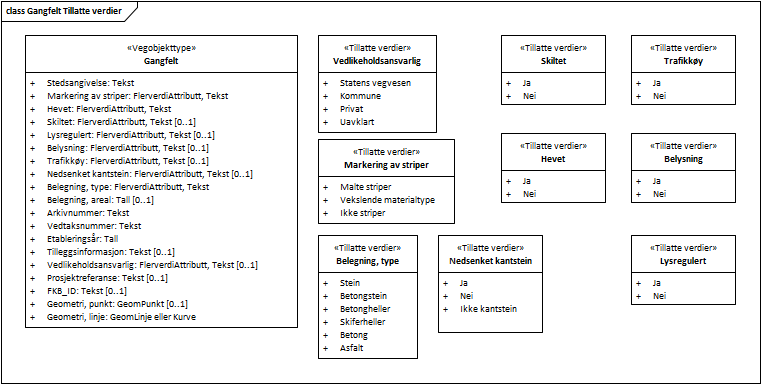 class Gangfelt Tillatte verdier
«Vegobjekttype»
Gangfelt
+ Stedsangivelse: Tekst
+ Markering av striper: FlerverdiAttributt, Tekst
+ Hevet: FlerverdiAttributt, Tekst
+ Skiltet: FlerverdiAttributt, Tekst [0..1]
+ Lysregulert: FlerverdiAttributt, Tekst [0..1]
+ Belysning: FlerverdiAttributt, Tekst [0..1]
+ Trafikkøy: FlerverdiAttributt, Tekst [0..1]
+ Nedsenket kantstein: FlerverdiAttributt, Tekst [0..1]
+ Belegning, type: FlerverdiAttributt, Tekst
+ Belegning, areal: Tall [0..1]
+ Arkivnummer: Tekst
+ Vedtaksnummer: Tekst
+ Etableringsår: Tall
+ Tilleggsinformasjon: Tekst [0..1]
+ Vedlikeholdsansvarlig: FlerverdiAttributt, Tekst [0..1]
+ Prosjektreferanse: Tekst [0..1]
+ FKB_ID: Tekst [0..1]
+ Geometri, punkt: GeomPunkt [0..1]
+ Geometri, linje: GeomLinje eller Kurve
«Tillatte verdier»
Vedlikeholdsansvarlig
+ Statens vegvesen
+ Kommune
+ Privat
+ Uavklart
«Tillatte verdier»
Markering av striper
+ Malte striper
+ Vekslende materialtype
+ Ikke striper
«Tillatte verdier»
Belegning, type
+ Stein
+ Betongstein
+ Betongheller
+ Skiferheller
+ Betong
+ Asfalt
«Tillatte verdier»
Nedsenket kantstein
+ Ja
+ Nei
+ Ikke kantstein
«Tillatte verdier»
Skiltet
+ Ja
+ Nei
«Tillatte verdier»
Hevet
+ Ja
+ Nei
«Tillatte verdier»
Trafikkøy
+ Ja
+ Nei
«Tillatte verdier»
Belysning
+ Ja
+ Nei
«Tillatte verdier»
Lysregulert
+ Ja
+ Nei